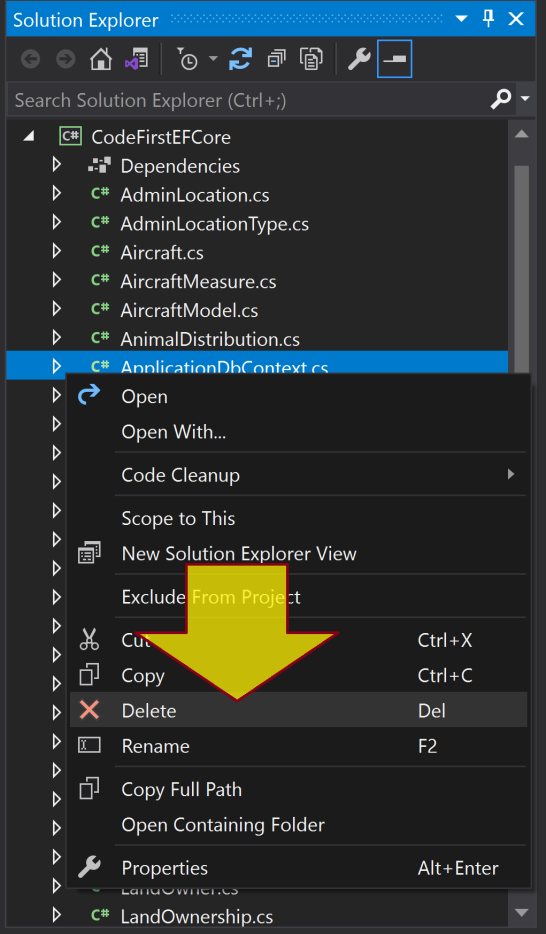 Solution Explorer
Search Solution Explorer (Ctrl+;)
C# CodeFirstEFCore
Dependencies
C# AdminLocation.cs
C# AdminLocationType.cs
C# Aircraft.cs
C# AircraftMeasure.cs
C# AircraftModel.cs
C# AnimalDistribution.cs
C# ApplicationDbContext.cs
Open
Open With...
Code Cleanup
Scope to This
New Solution Explorer View
Exclude From Project
Cut Ctrl+X
Copy Ctrl+C
Delete Del
Rename F2
Copy Full Path
Open Containing Folder
Properties Alt+Enter
LandOwner.cs
C# LandOwnership.cs